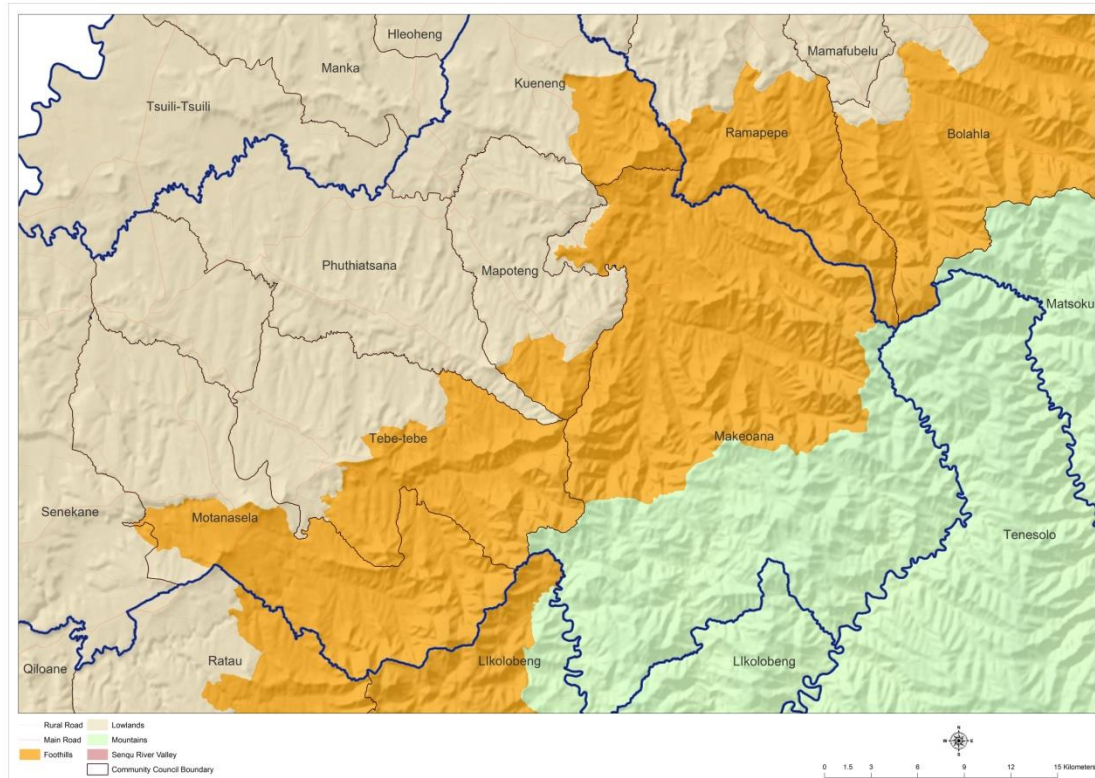 Hleoheng
Mamafubelu
Manka
Kueneng
Tsuili-Tsuili
Ramapepe
Bolahla
Phuthiatsana
Mapoteng
Matsoku
Tebe-tebe
Makeoana
Senekane
Motanasela
Tenesolo
Qiloane
Ratau
LIkolobeng
LIkolobeng
Rural Road
Main Road
Foothills
Lowlands
Mountains
Senqu River Valley
Community Council Boundary
N
W E
S
0 1.5 3 6 9 12 15 Kilometers